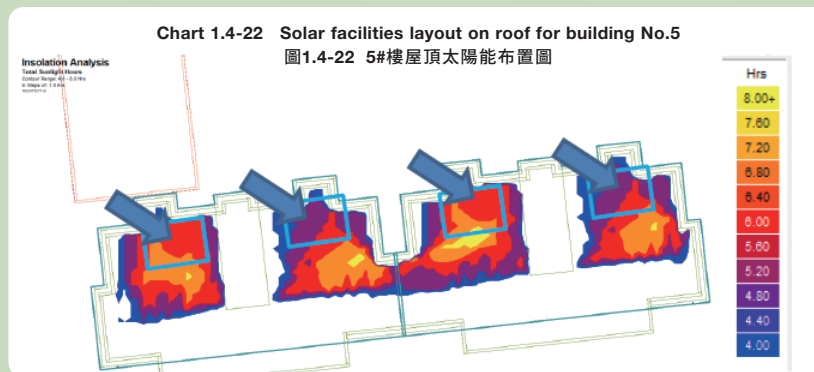 Chart 1.4-22 Solar facilities layout on roof for building No.5
圖1.4-22 5#樓屋頂太陽能布置圖
Insolation Analysis
Total Sunlight Hours
Hrs
8.00+
7.60
7.20
6.80
6.40
6.00
5.60
5.20
4.80
4.40
4.00